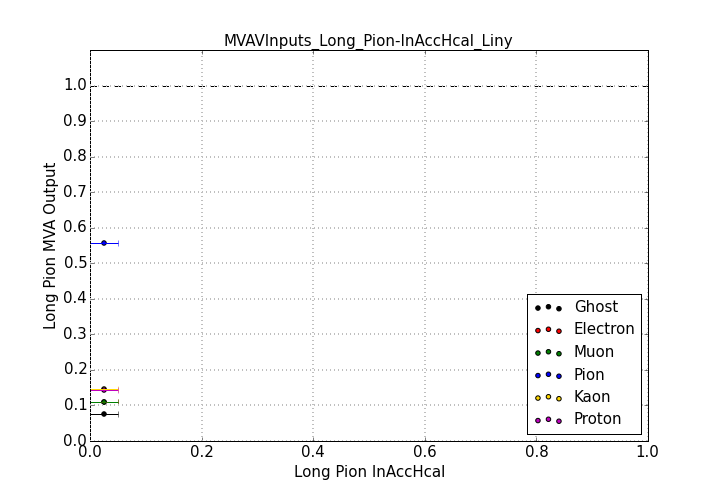 MVAVInputs_Long_Pion-InAccHcal_Liny
Long Pion MVA Output
1.0
0.9
0.8
0.7
0.6
0.5
0.4
0.3
0.2
0.1
0.0
0.0 0.2 0.4 0.6 0.8 1.0
Long Pion InAccHcal
Ghost
Electron
Muon
Pion
Kaon
Proton